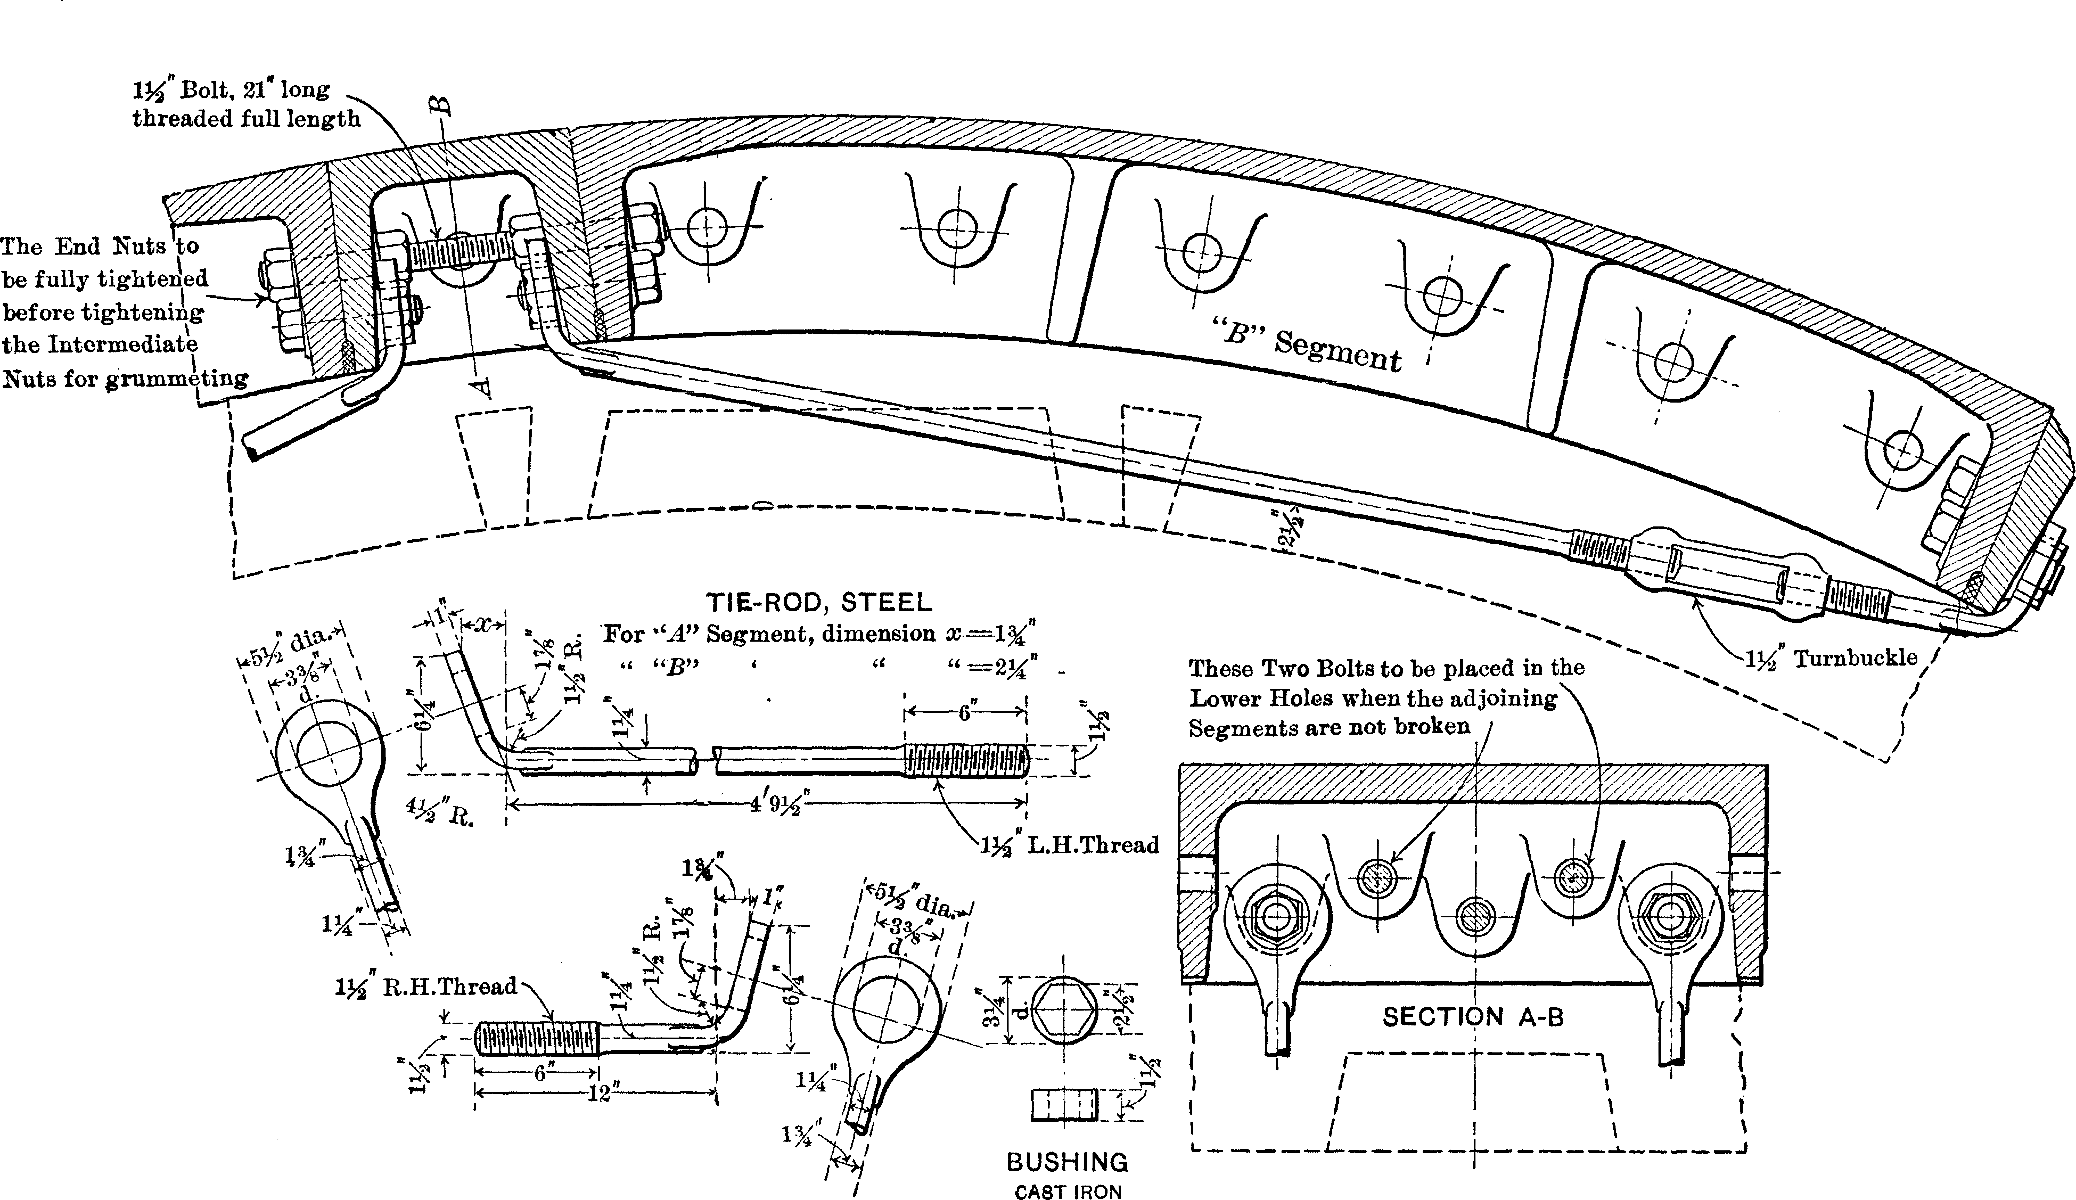 1½" Bolt, 21" long
threaded full length
B
The End Nuts to
be fully tightened
before tightening
the Intermediate
Nuts for grummeting
A
"B" Segment
2½"
1½" Turnbuckle
TIE-ROD, STEEL
For "A" Segment, dimension x=1¾"
" "B" ' " "=2¼"
1"
x
5½" dia.
3⅜"
d.
6¼"
1⅞"
1½" R.
1¼"
6"
1½"
4½" R.
4'9½"
1½" L.H.Thread
1¾"
1¼"
These Two Bolts to be placed in the
Lower Holes when the adjoining
Segments are not broken
SECTION A-B
1¾"
1"
1⅞"
1½" R.
1¼"
6¼"
1½" R.H.Thread
1½"
6"
12"
5½" dia.
3⅜"
d.
1¼"
1¾"
3¼"
d.
2½"
1½"
BUSHING
CAST IRON